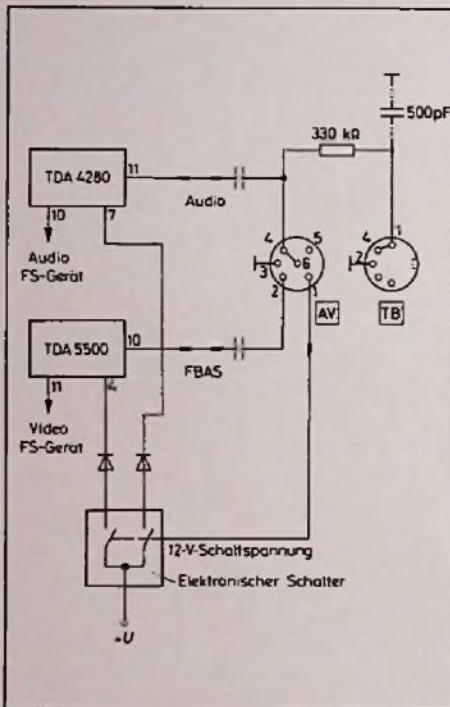 500pF
330 kΩ
TDA 4280
11
Audio
10
7
Audio
FS-Gerät
4
5
3
6
2
1
AV
4
1
2
TB
TDA 5500
10
FBAS
11
4
Video
FS-Gerät
12-V-Schaltspannung
Elektronischer Schalter
+U